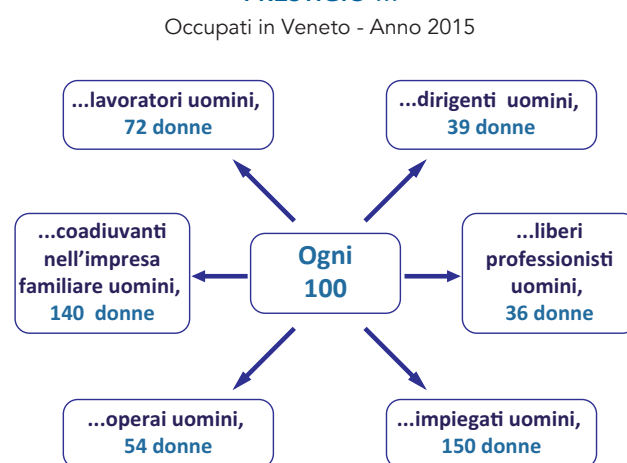 Occupati in Veneto - Anno 2015
...lavoratori uomini,
72 donne
...dirigenti uomini,
39 donne
...coadiuvanti
nell'impresa
familiare uomini,
140 donne
Ogni
100
...liberi
professionisti
uomini,
36 donne
...operai uomini,
54 donne
...impiegati uomini,
150 donne